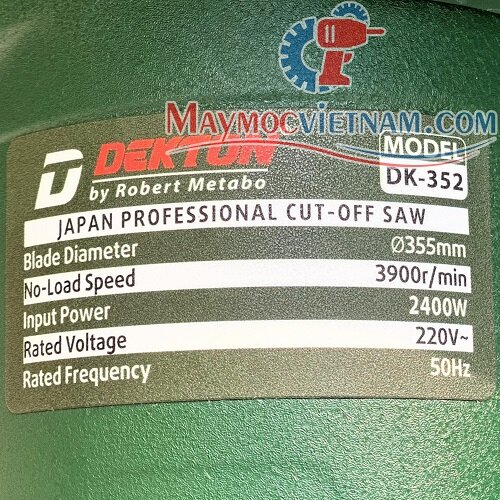 MAYMOCVIETNAM.COM
DEKTON
by Robert Metabo
MODEL
DK-352
JAPAN PROFESSIONAL CUT-OFF SAW
Blade Diameter Ø355mm
No-Load Speed 3900r/min
Input Power 2400W
Rated Voltage 220V~
Rated Frequency 50Hz